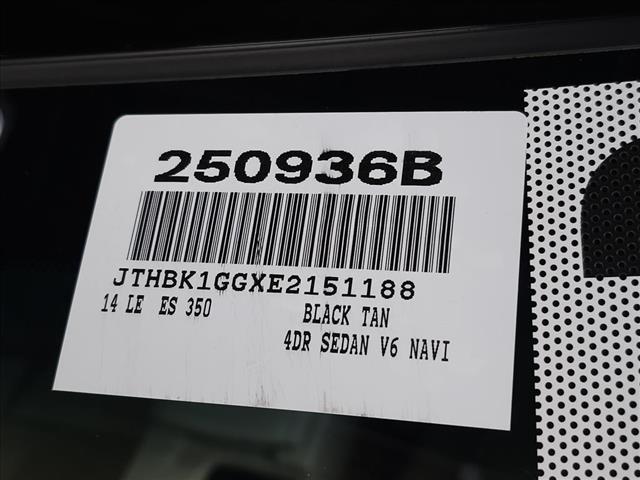 250936B
JTHBK1GGXE2151188
14 LE ES 350 BLACK TAN
4DR SEDAN V6 NAVI